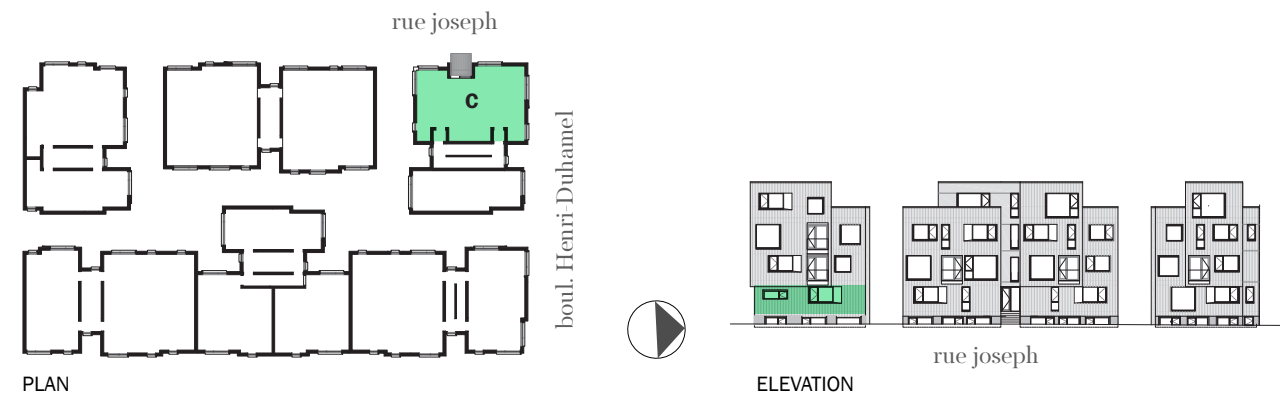 rue joseph
C
boul. Henri-Duhamel
rue joseph
PLAN
ELEVATION